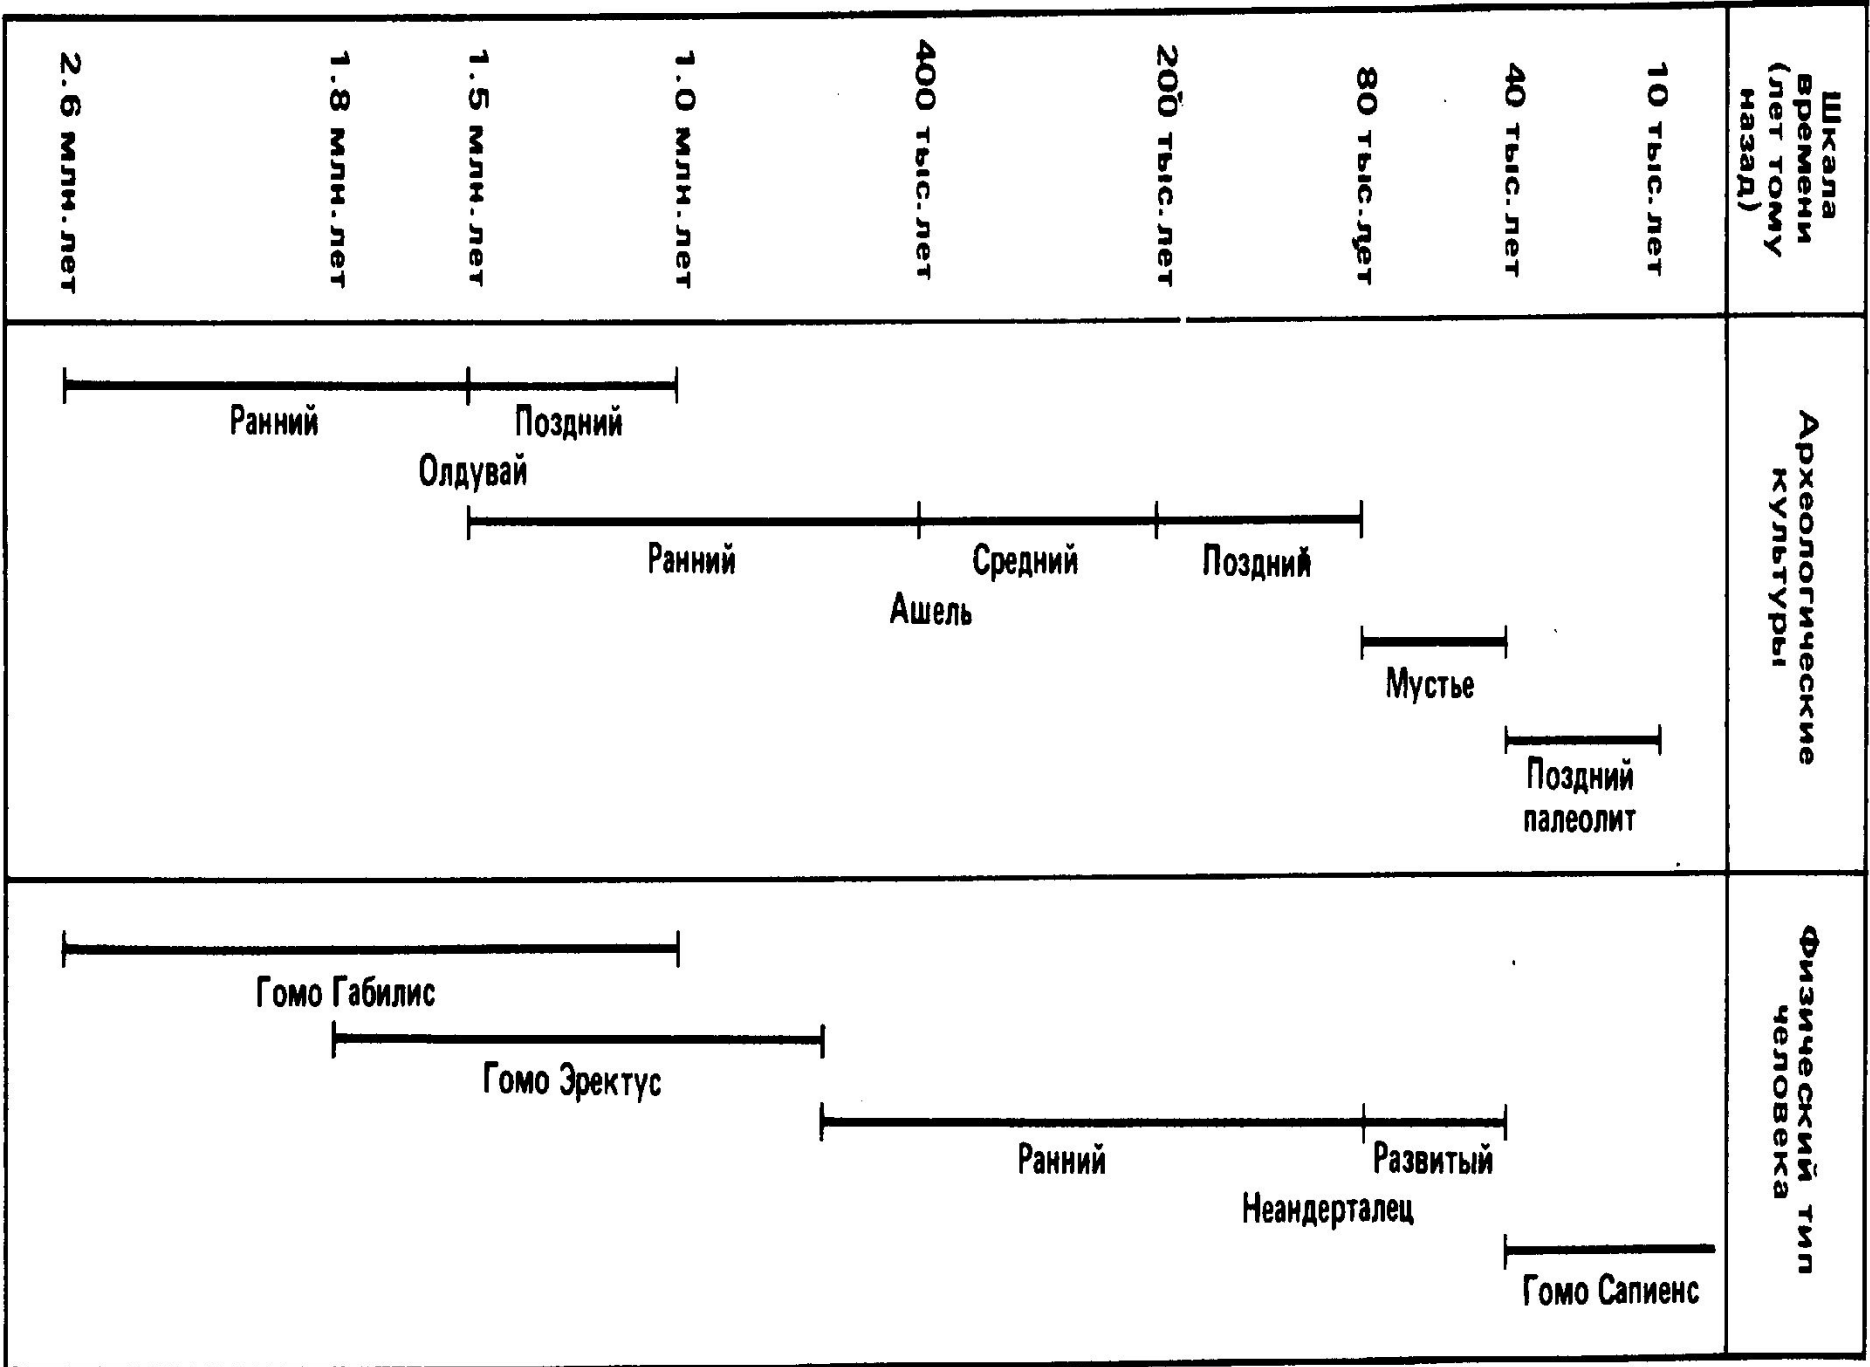 2.6 млн.лет
1.8 млн.лет
1.5 млн.лет
1.0 млн.лет
400 тыс.лет
200 тыс.лет
80 тыс.лет
40 тыс.лет
10 тыс.лет
Шкала
времени
(лет тому
назад)
Ранний
Поздний
Олдувай
Ранний
Средний
Поздний
Ашель
Мустье
Поздний
палеолит
Археологические
культуры
Гомо Габилис
Гомо Эректус
Ранний
Развитый
Неандерталец
Гомо Сапиенс
Физический тип
человека